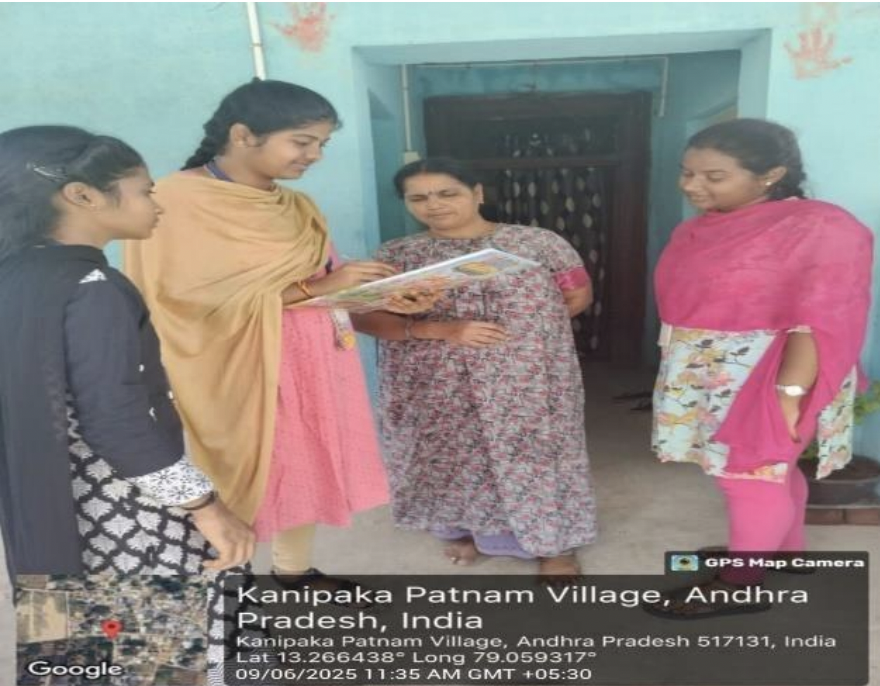 GPS Map Camera
Kanipaka Patnam Village, Andhra
Pradesh, India
Kanipaka Patnam Village, Andhra Pradesh 517131, India
Lat 13.266438° Long 79.059317°
09/06/2025 11:35 AM GMT +05:30
Google